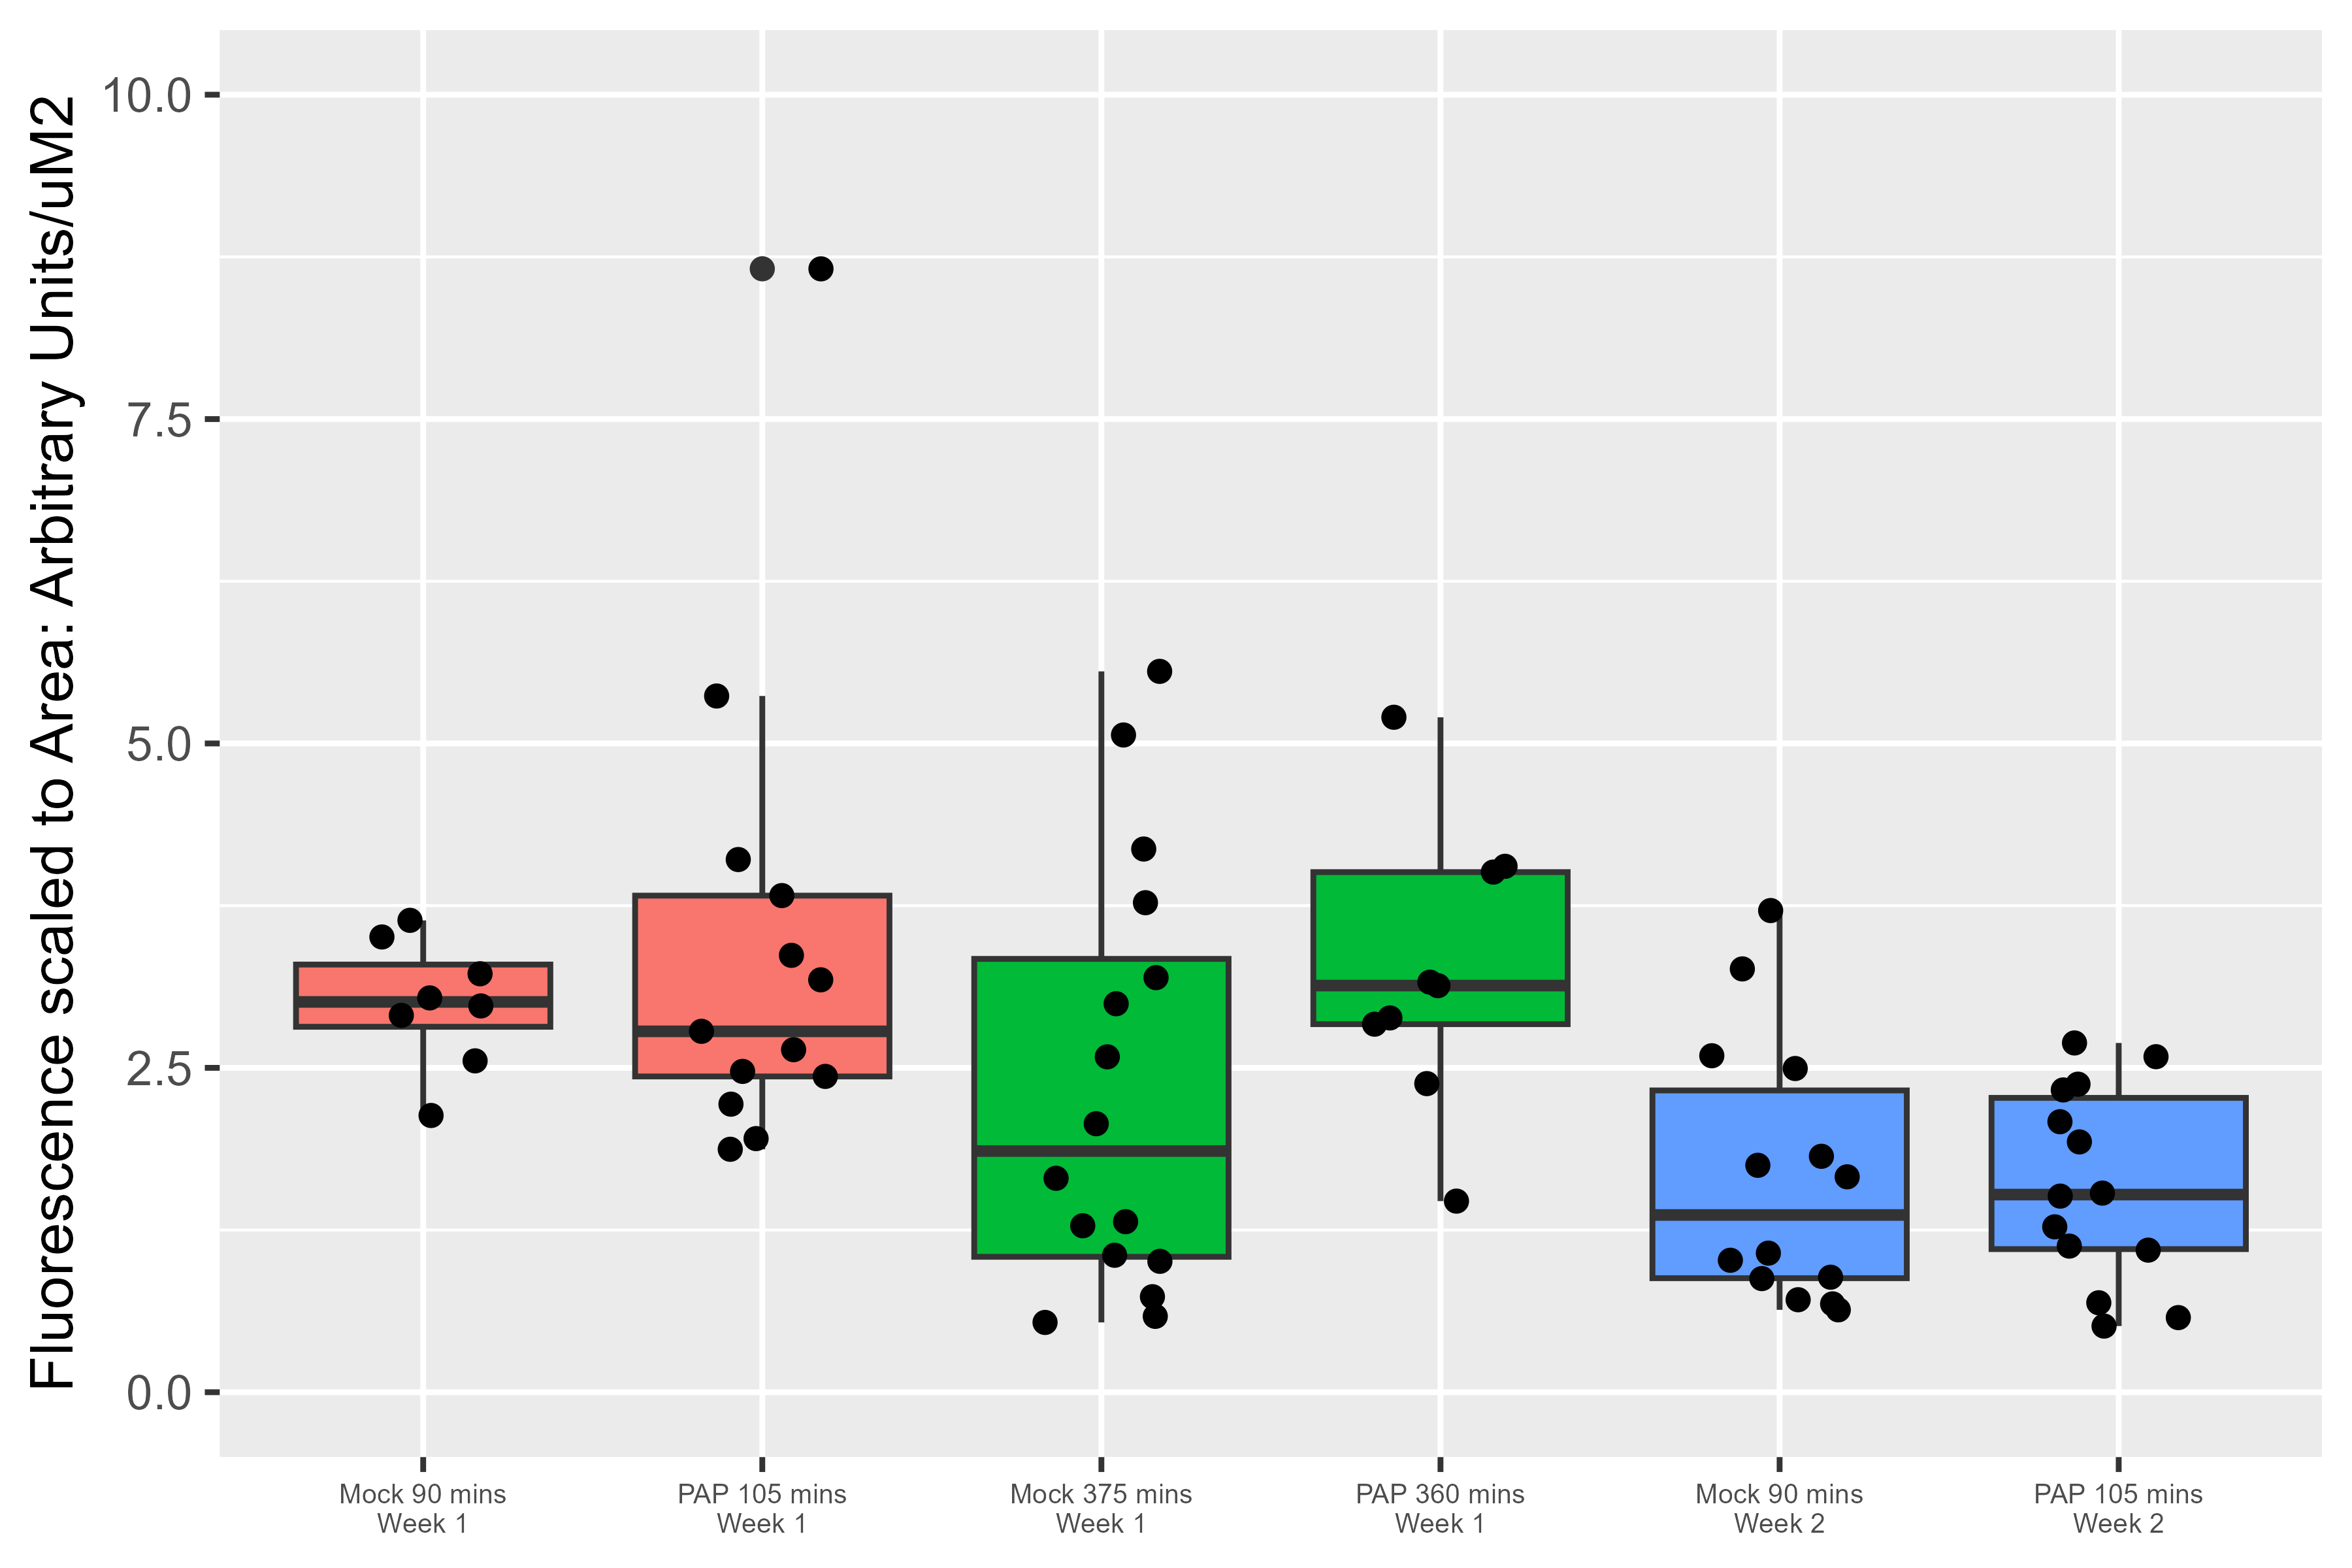 Fluorescence scaled to Area: Arbitrary Units/uM2
10.0
7.5
5.0
2.5
0.0
Mock 90 mins
Week 1
PAP 105 mins
Week 1
Mock 375 mins
Week 1
PAP 360 mins
Week 1
Mock 90 mins
Week 2
PAP 105 mins
Week 2